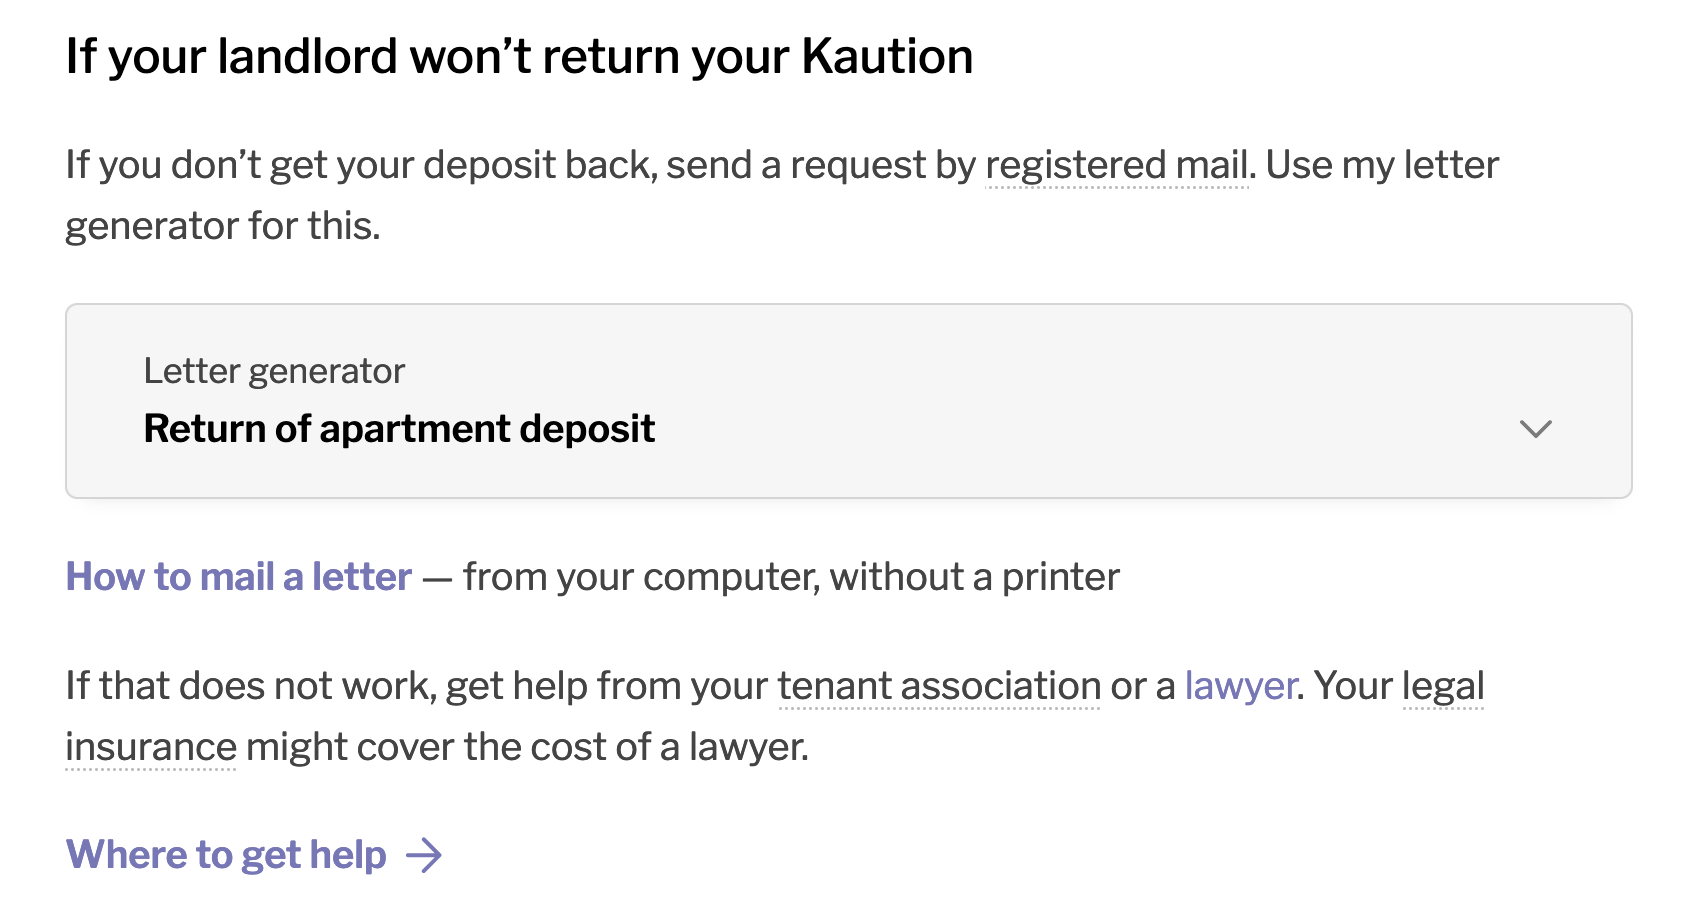 If your landlord won’t return your Kaution
If you don’t get your deposit back, send a request by registered mail. Use my letter
generator for this.
Letter generator
Return of apartment deposit
How to mail a letter — from your computer, without a printer
If that does not work, get help from your tenant association or a lawyer. Your legal
insurance might cover the cost of a lawyer.
Where to get help →